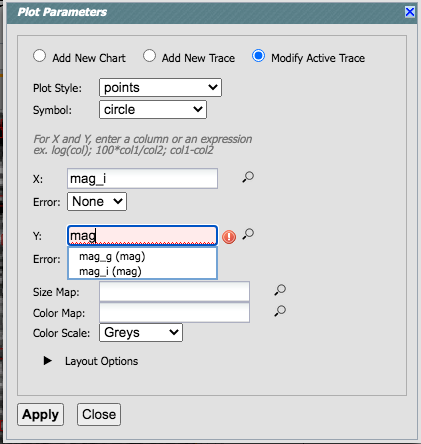 Plot Parameters
Add New Chart Add New Trace Modify Active Trace
Plot Style: points
Symbol: circle
For X and Y, enter a column or an expression
ex. log(col); 100*col1/col2; col1-col2
X: mag_i
Error: None
Y: mag
Error: mag_g (mag)
mag_i (mag)
Size Map:
Color Map:
Color Scale: Greys
Layout Options
Apply Close